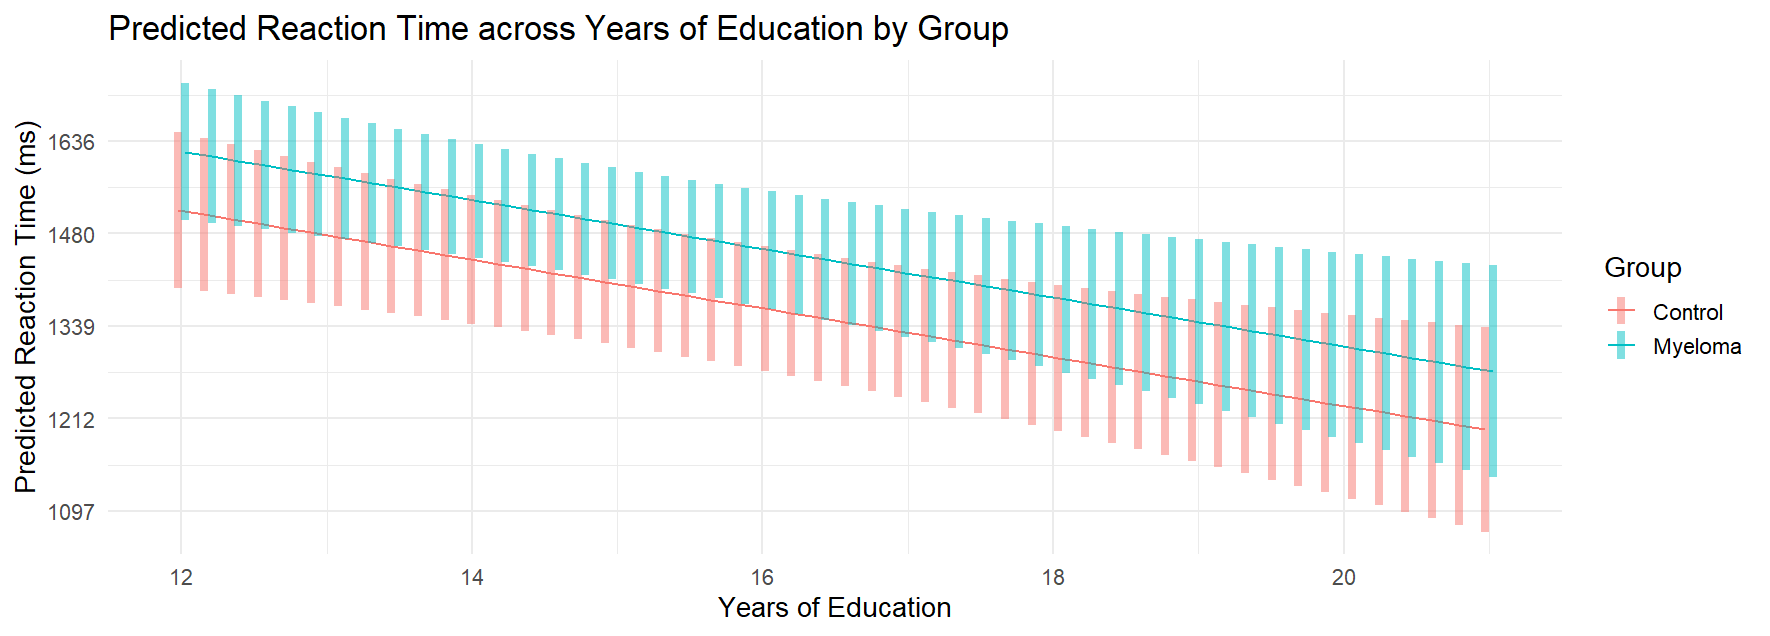 Predicted Reaction Time across Years of Education by Group
Predicted Reaction Time (ms)
1636
1480
1339
1212
1097
12
14
16
18
20
Years of Education
Group
Control
Myeloma